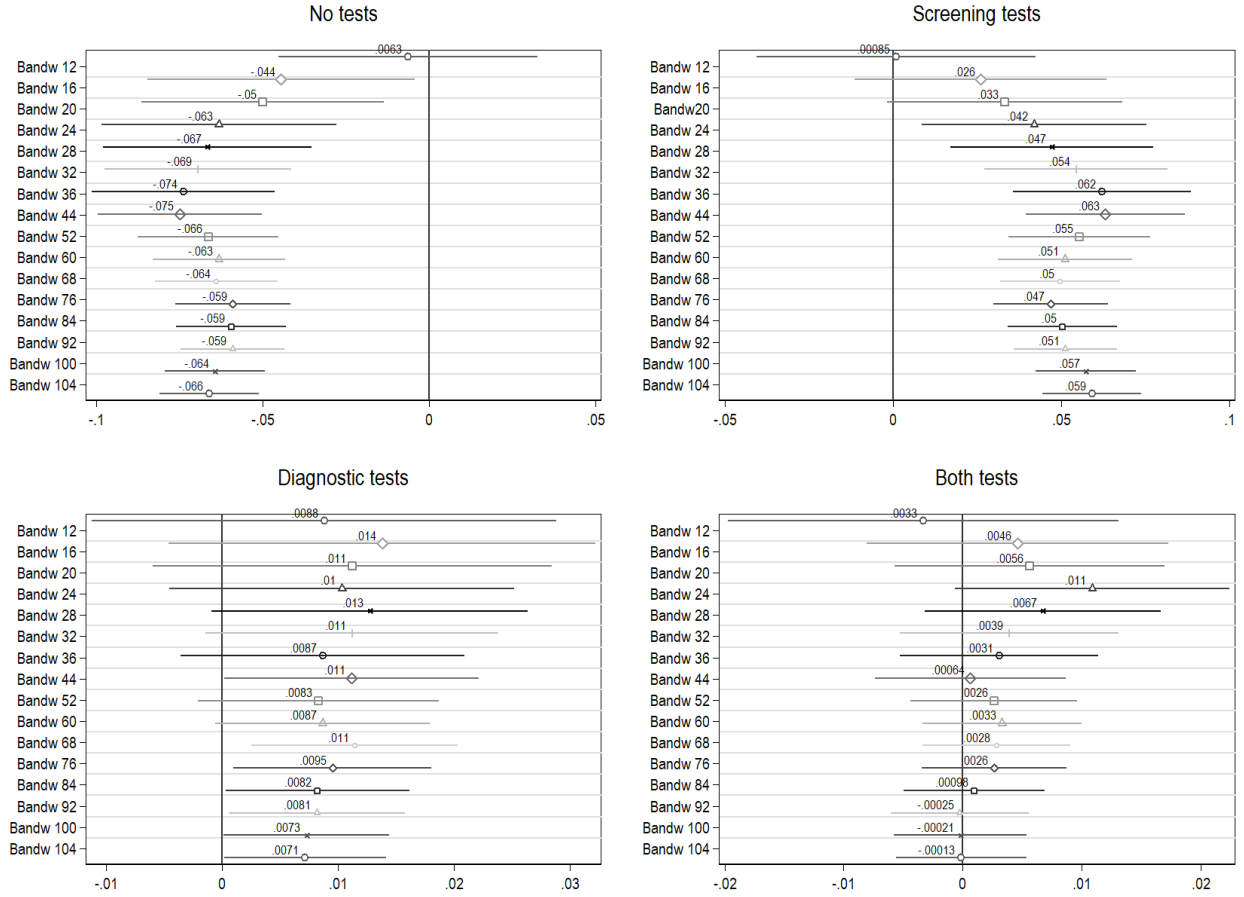 No tests
.0063
Bandw 12
-.044
Bandw 16
-.05
Bandw 20
-.063
Bandw 24
-.067
Bandw 28
-.069
Bandw 32
-.074
Bandw 36
-.075
Bandw 44
-.066
Bandw 52
-.063
Bandw 60
-.064
Bandw 68
-.059
Bandw 76
-.059
Bandw 84
-.059
Bandw 92
-.064
Bandw 100
-.066
Bandw 104
-.1 -.05 0 .05
Screening tests
.00085
Bandw 12
.026
Bandw 16
.033
Bandw20
.042
Bandw 24
.047
Bandw 28
.054
Bandw 32
.062
Bandw 36
.063
Bandw 44
.055
Bandw 52
.051
Bandw 60
.05
Bandw 68
.047
Bandw 76
.05
Bandw 84
.051
Bandw 92
.057
Bandw 100
.059
Bandw 104
-.05 0 .05 .1
Diagnostic tests
.0088
Bandw 12
.014
Bandw 16
.011
Bandw 20
.01
Bandw 24
.013
Bandw 28
.011
Bandw 32
.0087
Bandw 36
.011
Bandw 44
.0083
Bandw 52
.0087
Bandw 60
.011
Bandw 68
.0095
Bandw 76
.0082
Bandw 84
.0081
Bandw 92
.0073
Bandw 100
.0071
Bandw 104
-.01 0 .01 .02 .03
Both tests
.0033
Bandw 12
.0046
Bandw 16
.0056
Bandw 20
.011
Bandw 24
.0067
Bandw 28
.0039
Bandw 32
.0031
Bandw 36
.00064
Bandw 44
.0026
Bandw 52
.0033
Bandw 60
.0028
Bandw 68
.0026
Bandw 76
.00098
Bandw 84
-.00025
Bandw 92
-.00021
Bandw 100
-.00013
Bandw 104
-.02 -.01 0 .01 .02